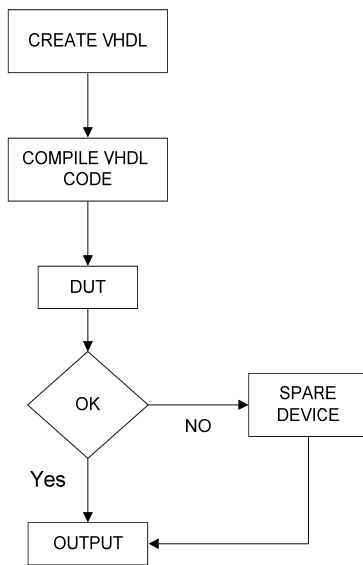 CREATE VHDL
COMPILE VHDL
CODE
DUT
OK
NO
SPARE
DEVICE
Yes
OUTPUT